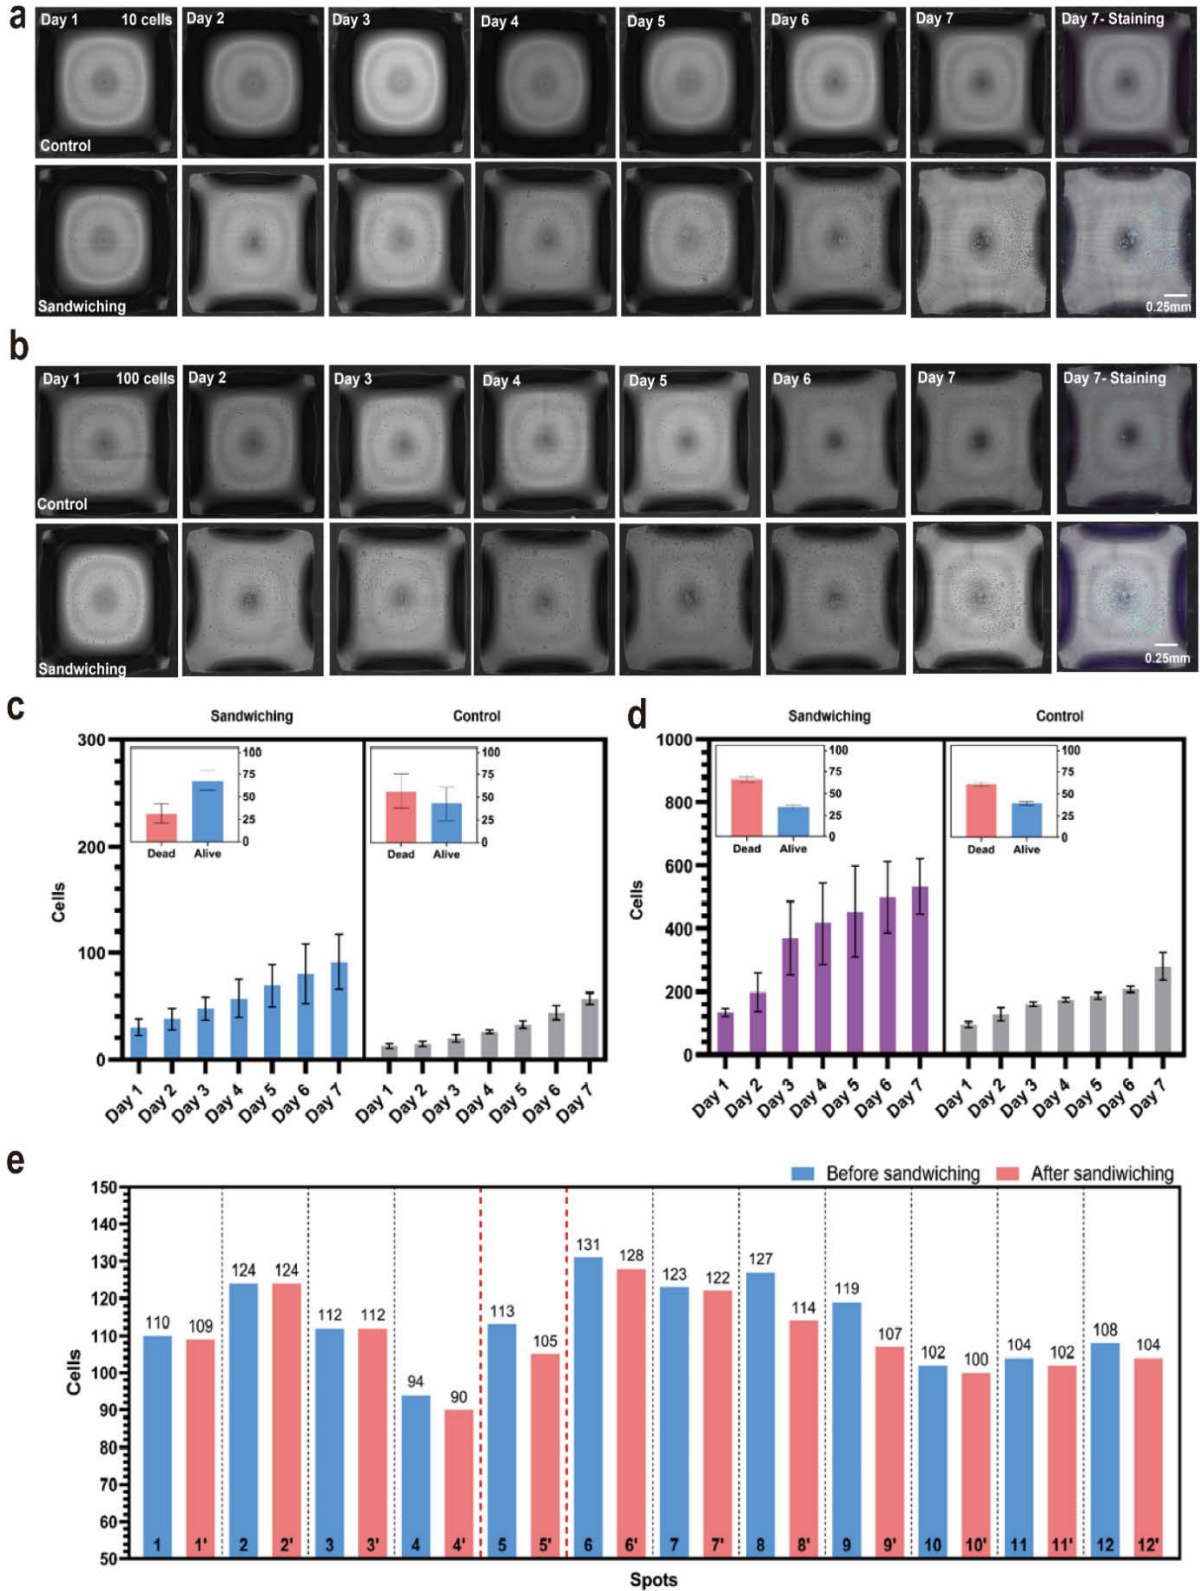 a
Day 1 10 cells Day 2 Day 3 Day 4 Day 5 Day 6 Day 7 Day 7- Staining
Control
Sandwiching
0.25mm
b
Day 1 100 cells Day 2 Day 3 Day 4 Day 5 Day 6 Day 7 Day 7- Staining
Control
Sandwiching
0.25mm
c
Sandwiching Control
300
200
100
0
Cells
100
75
50
25
0
Dead Alive
100
75
50
25
0
Dead Alive
Day 1 Day 2 Day 3 Day 4 Day 5 Day 6 Day 7 Day 1 Day 2 Day 3 Day 4 Day 5 Day 6 Day 7
d
Sandwiching Control
1000
800
600
400
200
0
Cells
100
75
50
25
0
Dead Alive
100
75
50
25
0
Dead Alive
Day 1 Day 2 Day 3 Day 4 Day 5 Day 6 Day 7 Day 1 Day 2 Day 3 Day 4 Day 5 Day 6 Day 7
e
Before sandwiching After sandiwiching
150
140
130
120
110
100
90
80
70
60
50
Cells
110 109 124 124 112 112 94 90 113 105 131 128 123 122 127 114 119 107 102 100 104 102 108 104
1 1' 2 2' 3 3' 4 4' 5 5' 6 6' 7 7' 8 8' 9 9' 10 10' 11 11' 12 12'
Spots